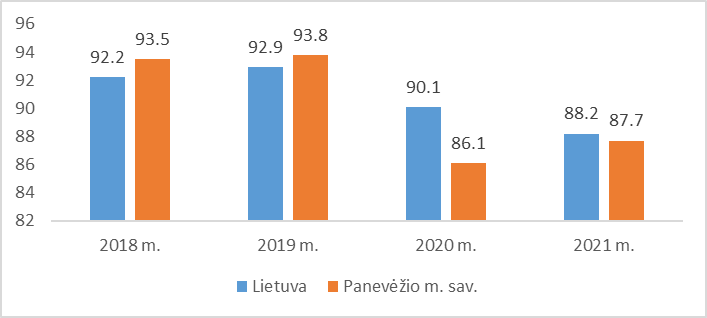 96
94
92
90
88
86
84
82
92.2
93.5
92.9
93.8
90.1
86.1
88.2
87.7
2018 m.
2019 m.
2020 m.
2021 m.
Lietuva
Panevėžio m. sav.